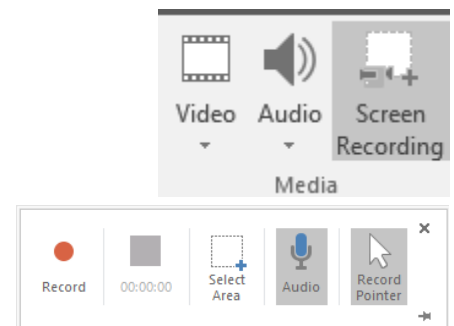 Video Audio Screen
Recording
Media
Record 00:00:00 Select
Area Audio Record
Pointer